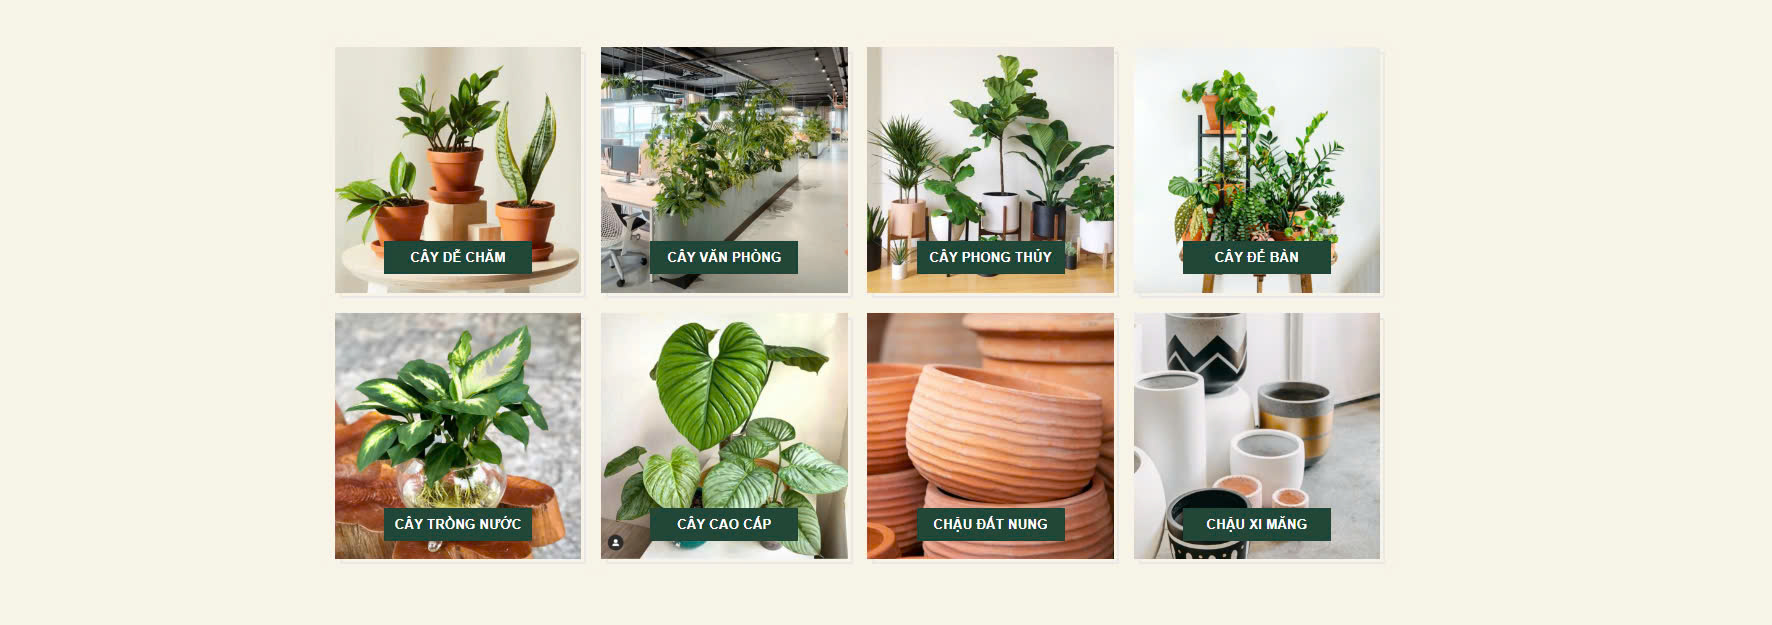 CÂY DỄ CHĂM
CÂY VĂN PHÒNG
CÂY PHONG THỦY
CÂY ĐỂ BÀN
CÂY TRỒNG NƯỚC
CÂY CAO CẤP
CHẬU ĐẤT NUNG
CHẬU XI MĂNG